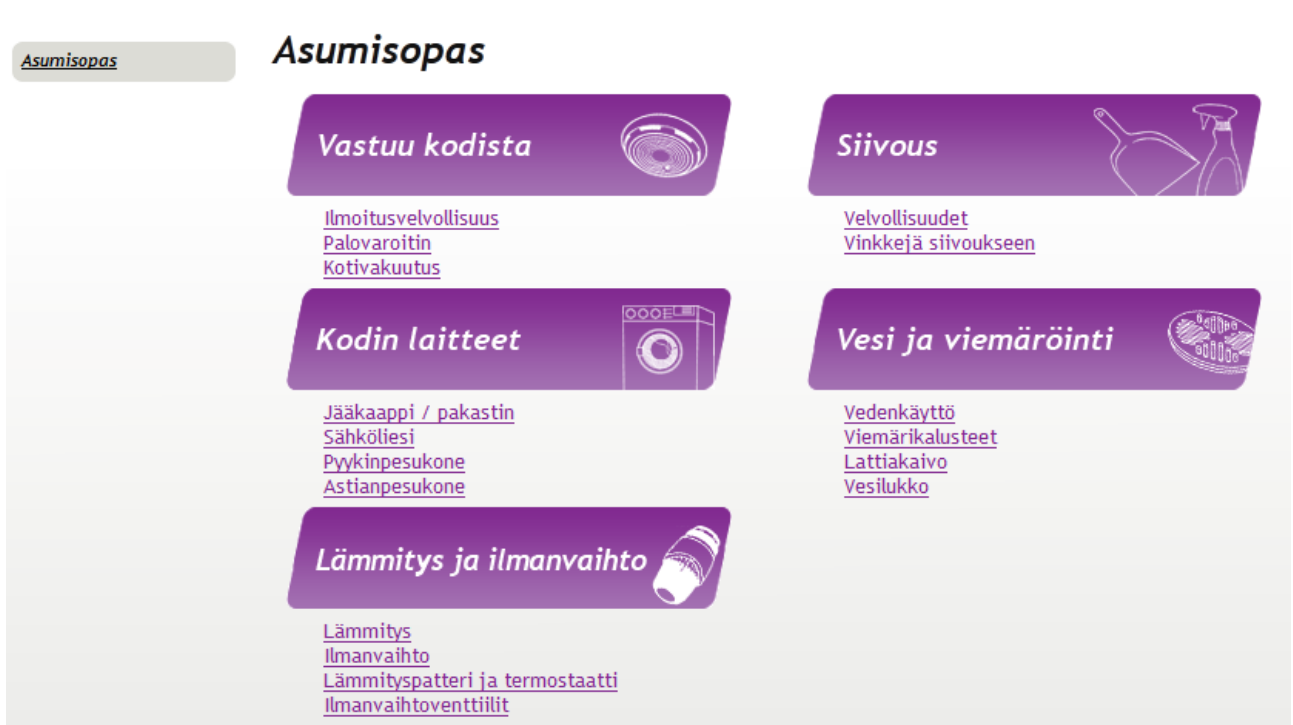 Asumisopas
Asumisopas
Vastuu kodista
Ilmoitusvelvollisuus
Palovaroitin
Kotivakuutus
Siivous
Velvollisuudet
Vinkkejä siivoukseen
Kodin laitteet
Jääkaappi / pakastin
Sähköliesi
Pyykinpesukone
Astianpesukone
Vesi ja viemäröinti
Vedenkäyttö
Viemärikalusteet
Lattiakaivo
Vesilukko
Lämmitys ja ilmanvaihto
Lämmitys
Ilmanvaihto
Lämmityspatteri ja termostaatti
Ilmanvaihtoventtiilit